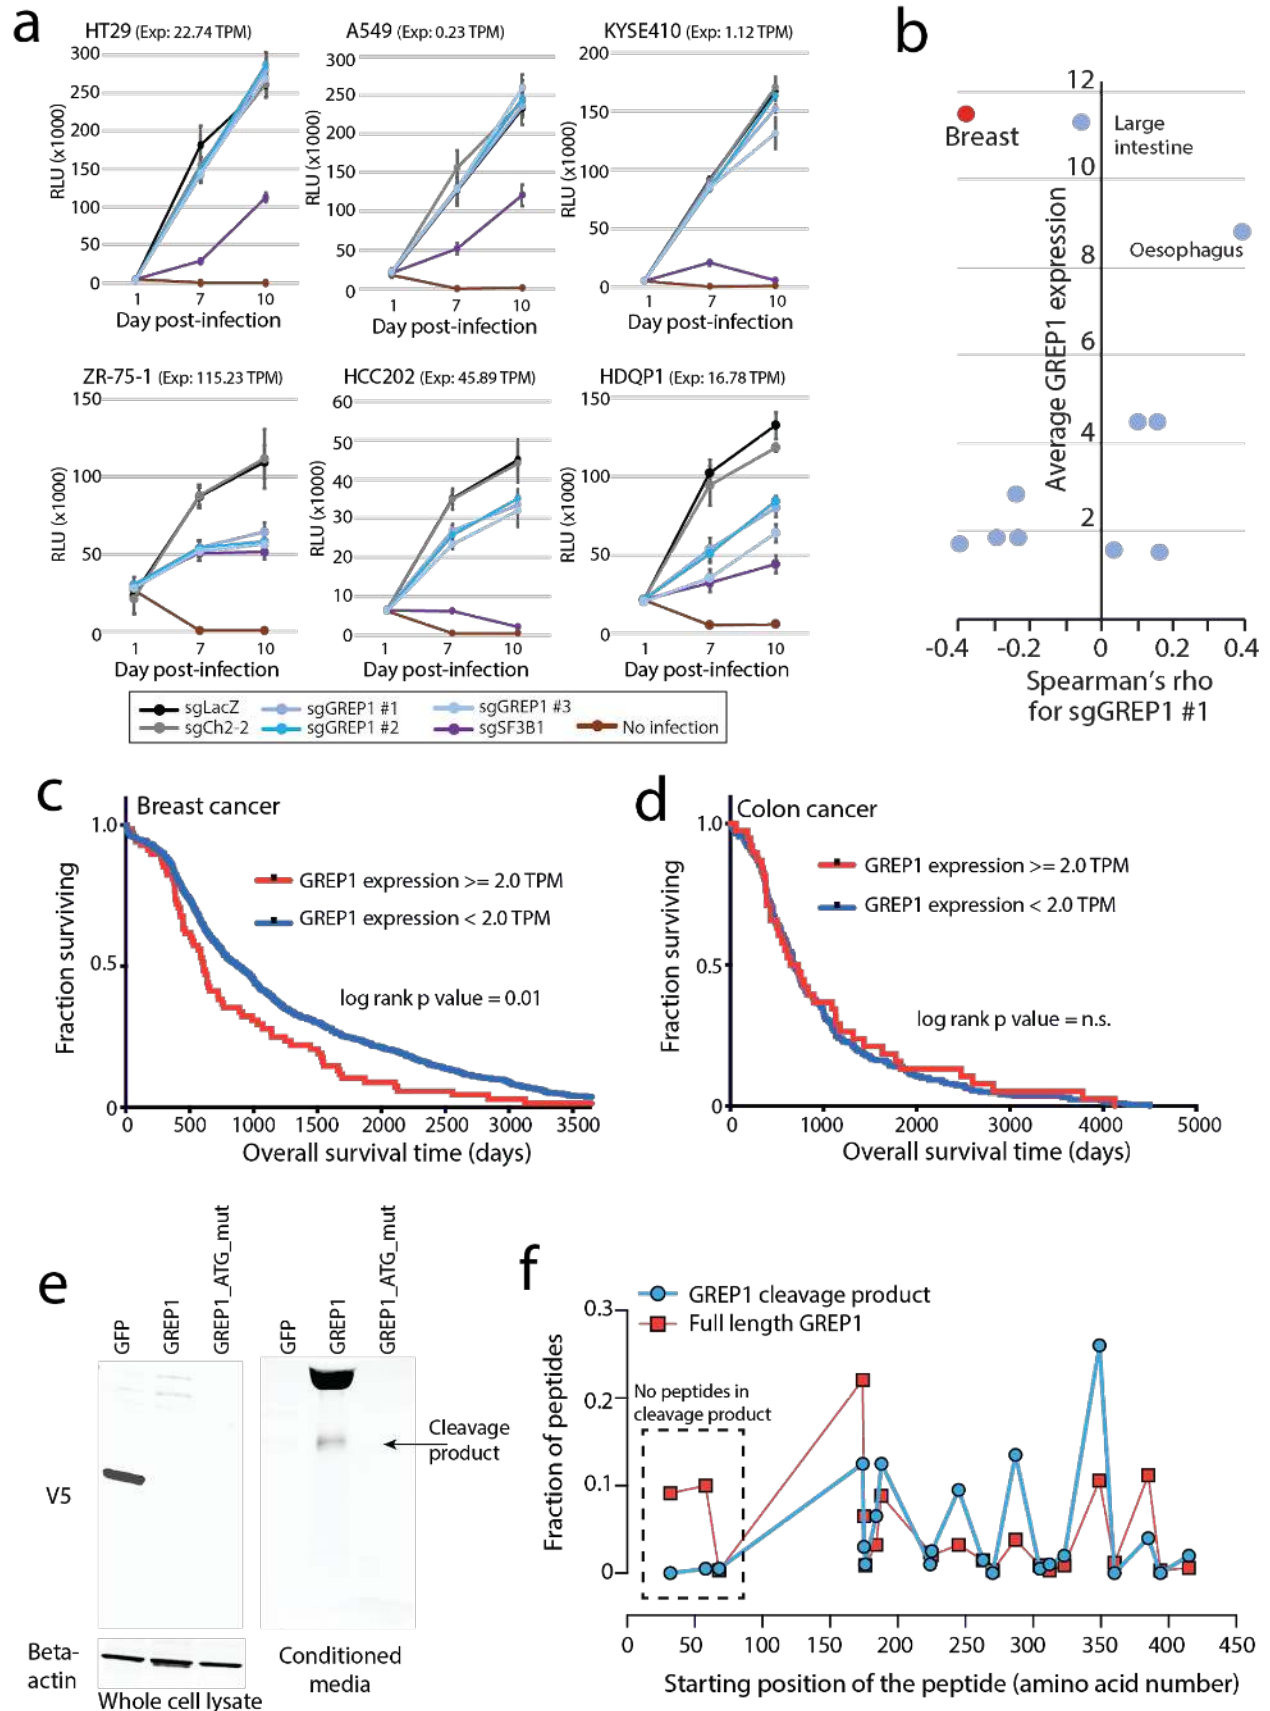 a
HT29 (Exp: 22.74 TPM)
300
250
200
150
100
50
0
RLU (x1000)
1 7 10
Day post-infection
A549 (Exp: 0.23 TPM)
300
250
200
150
100
50
0
RLU (x1000)
1 7 10
Day post-infection
KYSE410 (Exp: 1.12 TPM)
200
150
100
50
0
RLU (x1000)
1 7 10
Day post-infection
ZR-75-1 (Exp: 115.23 TPM)
150
100
50
0
RLU (x1000)
1 7 10
Day post-infection
HCC202 (Exp: 45.89 TPM)
60
50
40
30
20
10
0
RLU (x1000)
1 7 10
Day post-infection
HDQP1 (Exp: 16.78 TPM)
150
100
50
0
RLU (x1000)
1 7 10
Day post-infection
sgLacZ sgGREP1 #1 sgGREP1 #3
sgCh2-2 sgGREP1 #2 sgSF3B1 No infection
b
12
10
8
6
4
2
Breast
Large
intestine
Oesophagus
Average GREP1 expression
-0.4 -0.2 0 0.2 0.4
Spearman's rho
for sgGREP1 #1
c
Breast cancer
1.0
0.5
0
Fraction surviving
GREP1 expression >= 2.0 TPM
GREP1 expression < 2.0 TPM
log rank p value = 0.01
0 500 1000 1500 2000 2500 3000 3500
Overall survival time (days)
d
Colon cancer
1.0
0.5
0
Fraction surviving
GREP1 expression >= 2.0 TPM
GREP1 expression < 2.0 TPM
log rank p value = n.s.
0 1000 2000 3000 4000 5000
Overall survival time (days)
e
GFP
GREP1
GREP1_ATG_mut
GFP
GREP1
GREP1_ATG_mut
V5
Cleavage
product
Beta-
actin
Whole cell lysate
Conditioned
media
f
GREP1 cleavage product
Full length GREP1
0.3
0.2
0.1
0
Fraction of peptides
No peptides in
cleavage product
0 50 100 150 200 250 300 350 400 450
Starting position of the peptide (amino acid number)